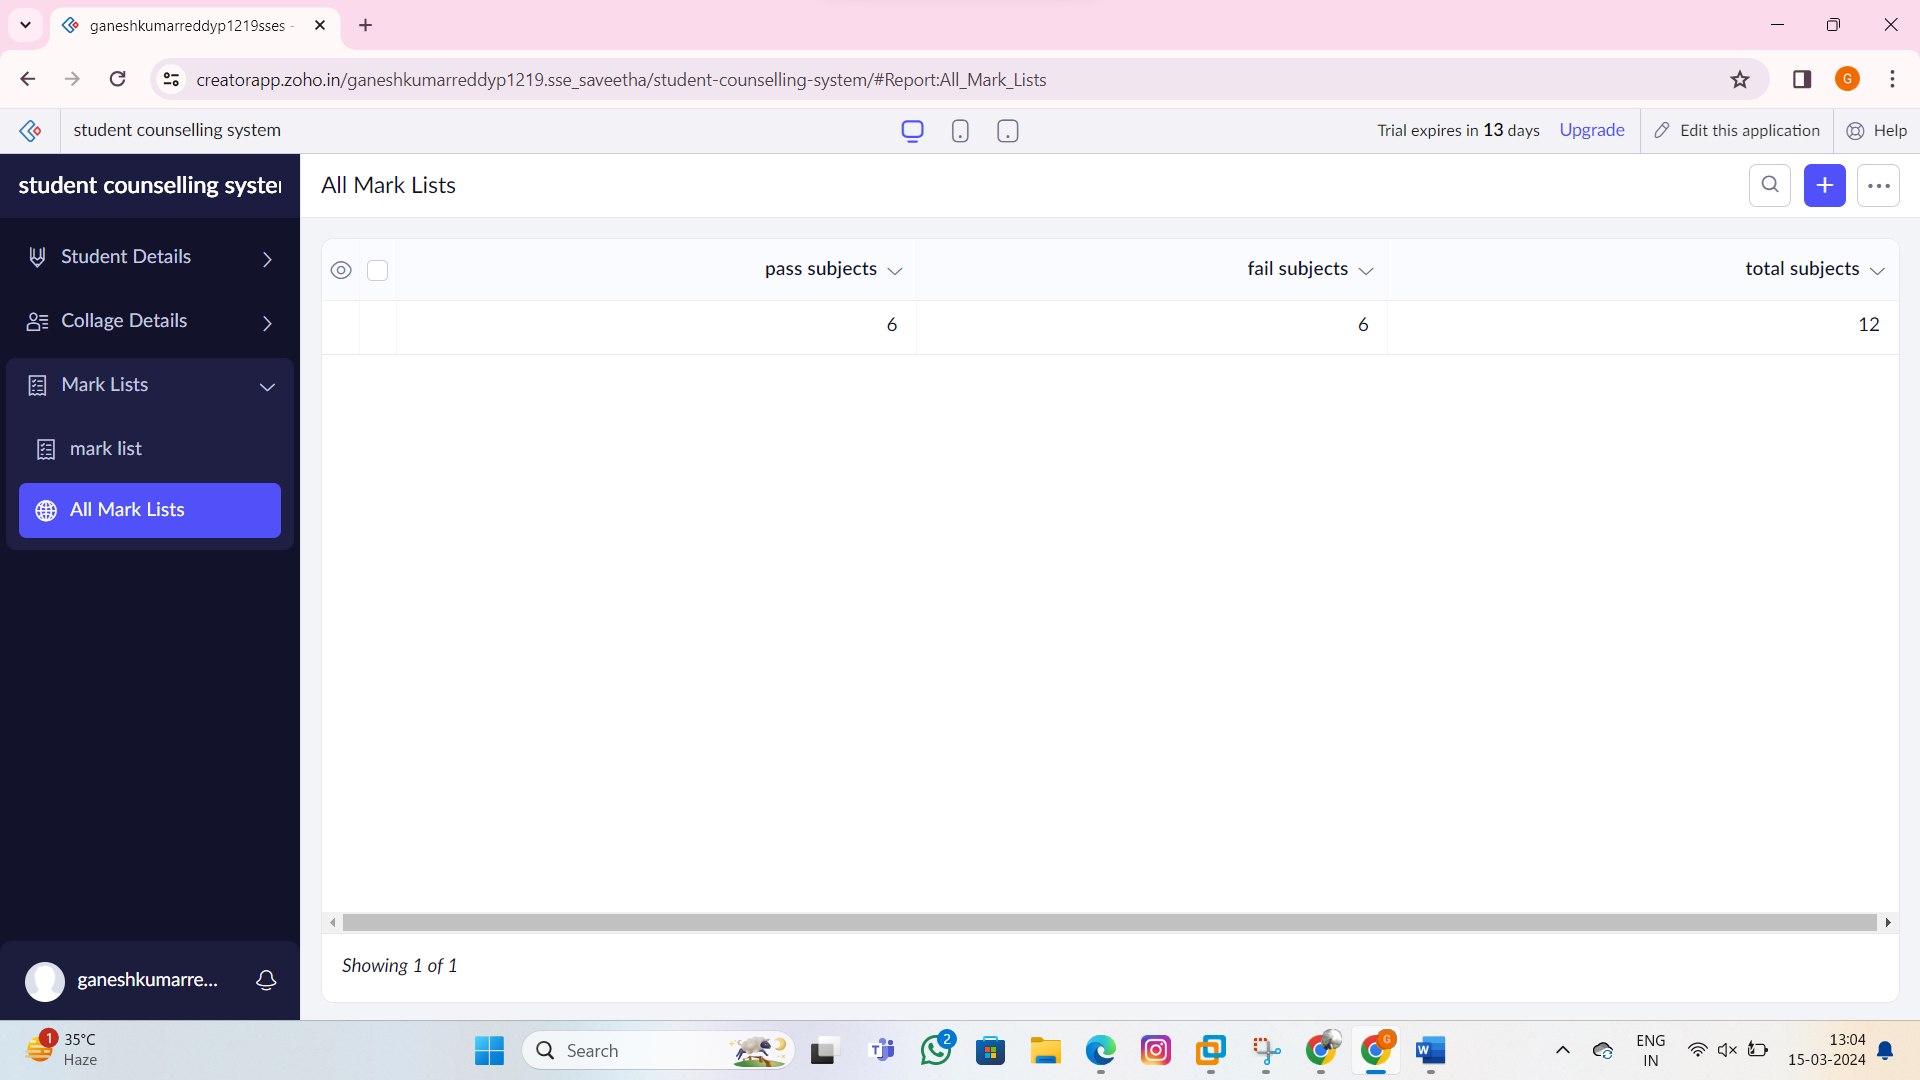 ganeshkumarreddyp1219sses -
creatorapp.zoho.in/ganeshkumarreddyp1219.sse_saveetha/student-counselling-system/#Report:All_Mark_Lists
G
student counselling system
Trial expires in 13 days
Upgrade
Edit this application
Help
student counselling system
All Mark Lists
Student Details
Collage Details
Mark Lists
mark list
All Mark Lists
pass subjects
fail subjects
total subjects
6
6
12
Showing 1 of 1
ganeshkumarre...
1
35°C
Haze
Search
2
G
ENG
IN
13:04
15-03-2024